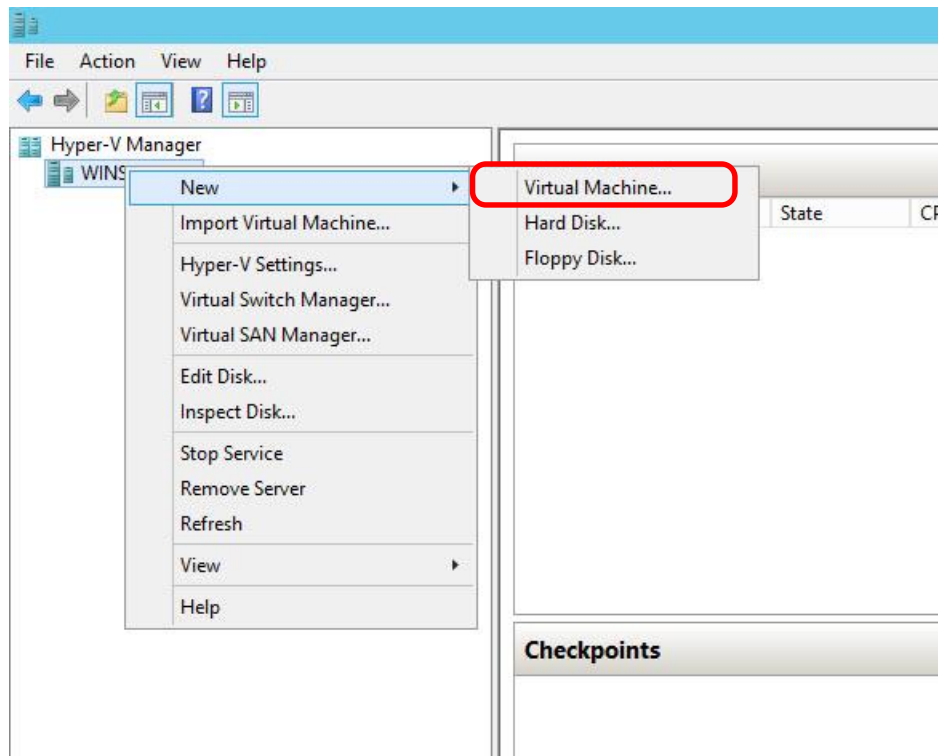 File Action View Help
Hyper-V Manager
WINS
New
Virtual Machine...
Import Virtual Machine...
Hard Disk...
State
Hyper-V Settings...
Floppy Disk...
Virtual Switch Manager...
Virtual SAN Manager...
Edit Disk...
Inspect Disk...
Stop Service
Remove Server
Refresh
View
Help
Checkpoints